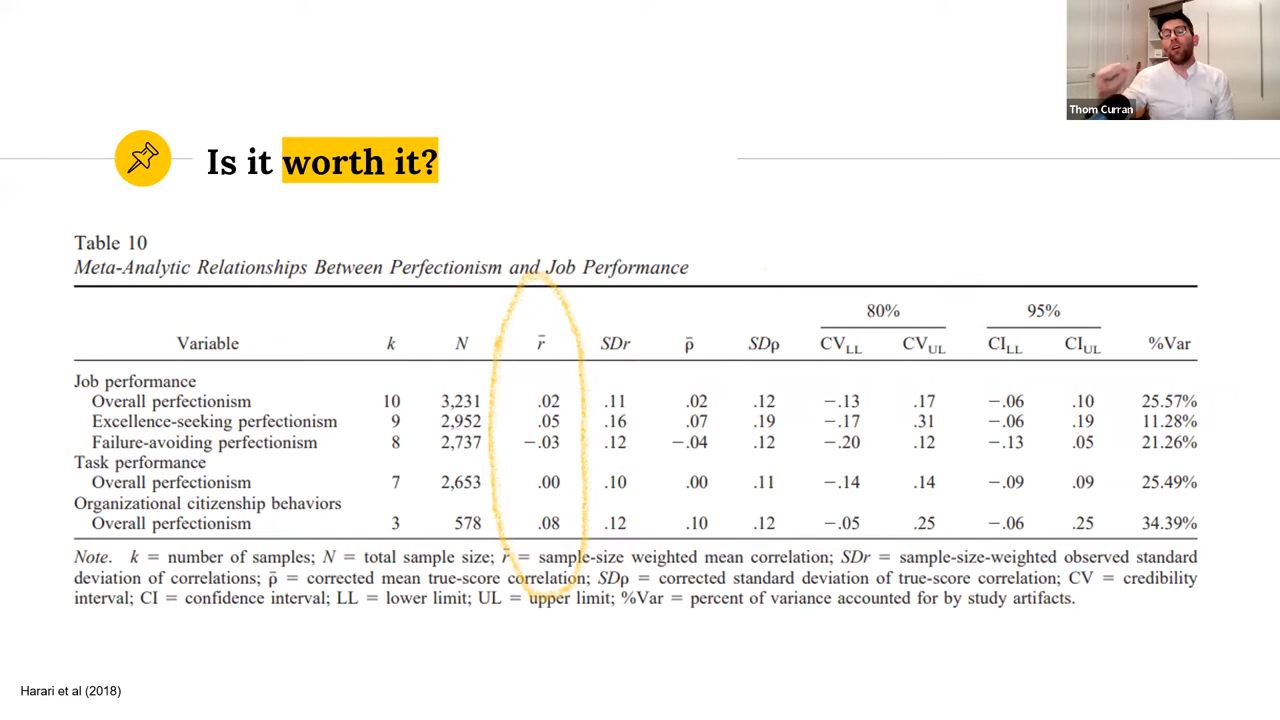 Thom Curran
Is it worth it?
Table 10
Meta-Analytic Relationships Between Perfectionism and Job Performance
80% 95%
Variable k N r̄ SDr ρ̄ SDρ CVLL CVUL CILL CIUL %Var
Job performance
Overall perfectionism 10 3,231 .02 .11 .02 .12 −.13 .17 −.06 .10 25.57%
Excellence-seeking perfectionism 9 2,952 .05 .16 .07 .19 −.17 .31 −.06 .19 11.28%
Failure-avoiding perfectionism 8 2,737 −.03 .12 −.04 .12 −.20 .12 −.13 .05 21.26%
Task performance
Overall perfectionism 7 2,653 .00 .10 .00 .11 −.14 .14 −.09 .09 25.49%
Organizational citizenship behaviors
Overall perfectionism 3 578 .08 .12 .10 .12 −.05 .25 −.06 .25 34.39%
Note. k = number of samples; N = total sample size; r̄ = sample-size weighted mean correlation; SDr = sample-size-weighted observed standard
deviation of correlations; ρ̄ = corrected mean true-score correlation; SDρ = corrected standard deviation of true-score correlation; CV = credibility
interval; CI = confidence interval; LL = lower limit; UL = upper limit; %Var = percent of variance accounted for by study artifacts.
Harari et al (2018)